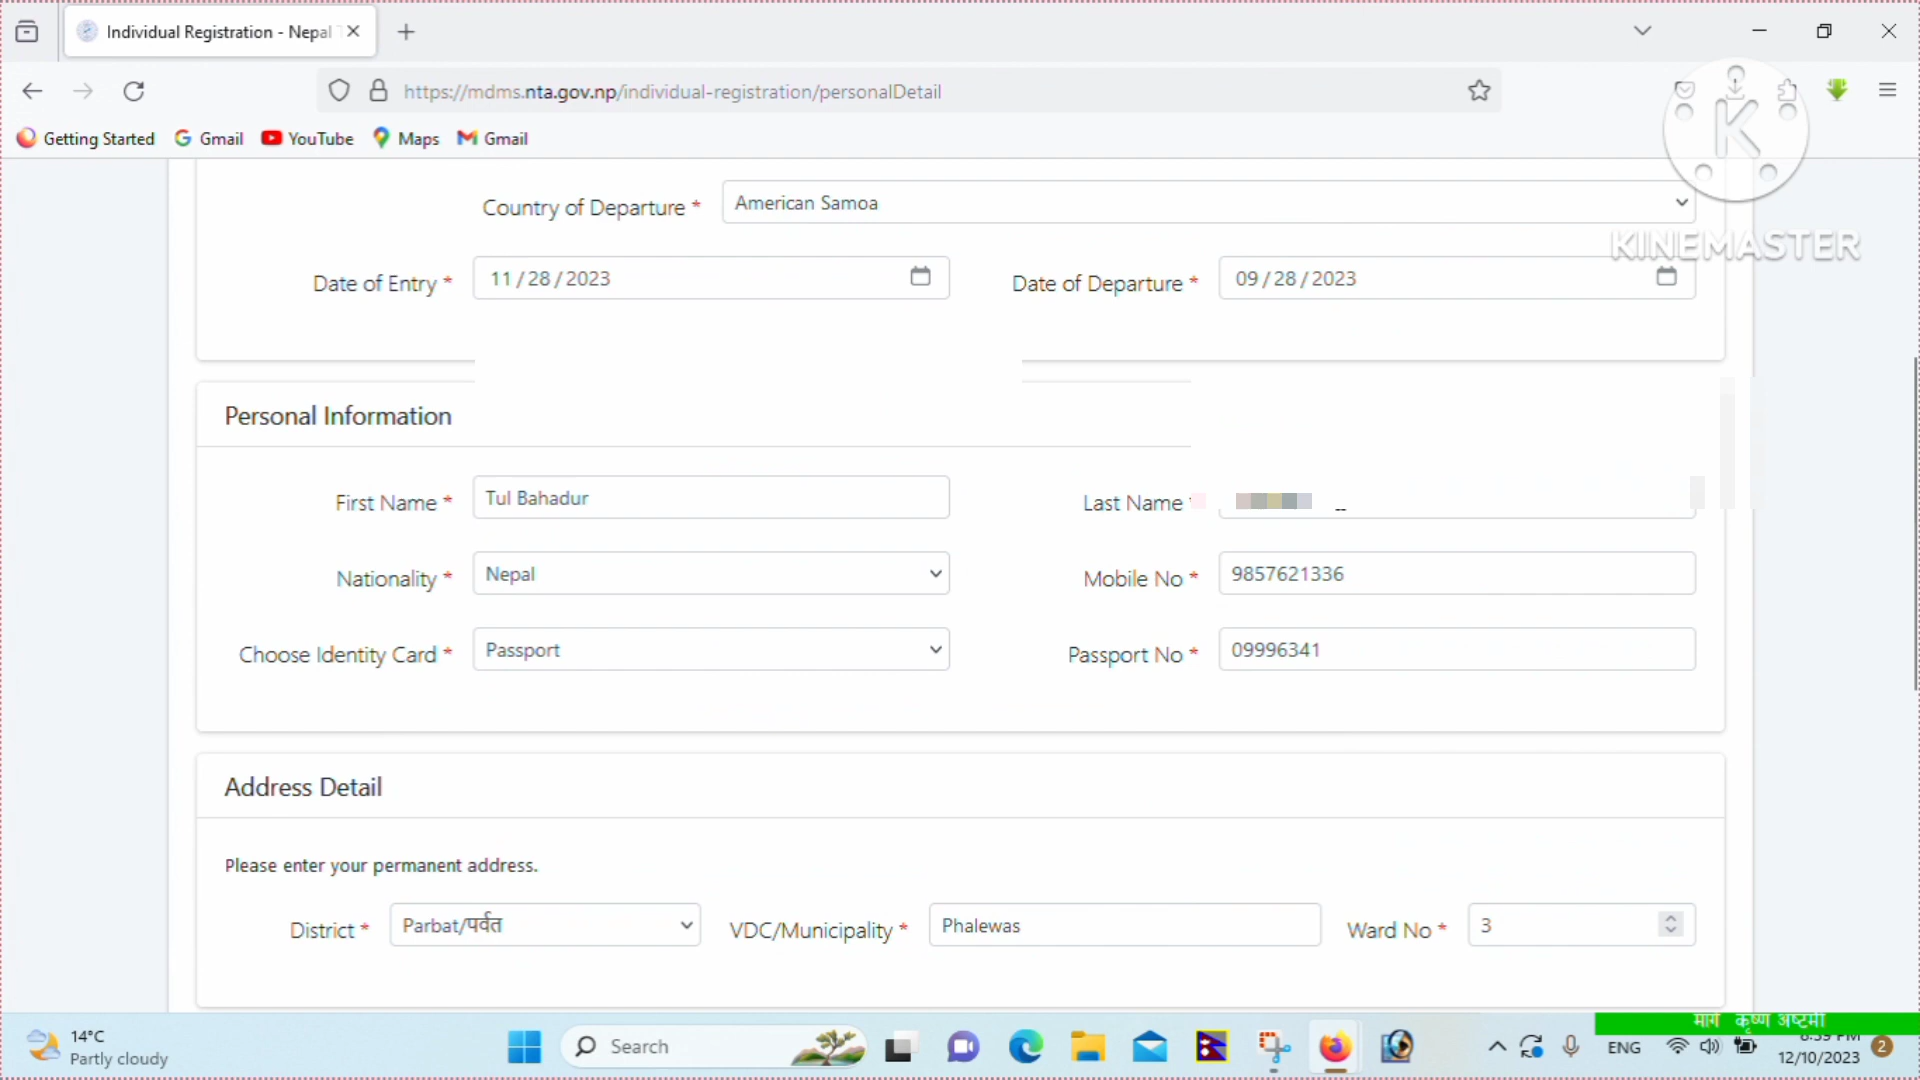 Individual Registration - Nepal
https://mdms.nta.gov.np/individual-registration/personalDetail
Getting Started Gmail YouTube Maps Gmail
K
KINEMASTER
Country of Departure * American Samoa
Date of Entry * 11/28/2023 Date of Departure * 09/28/2023
Personal Information
First Name * Tul Bahadur Last Name
Nationality * Nepal Mobile No * 9857621336
Choose Identity Card * Passport Passport No * 09996341
Address Detail
Please enter your permanent address.
District * Parbat/पर्वत VDC/Municipality * Phalewas Ward No * 3
मार्ग कृष्ण अष्टमी
14°C
Partly cloudy
Search
ENG
12/10/2023
2